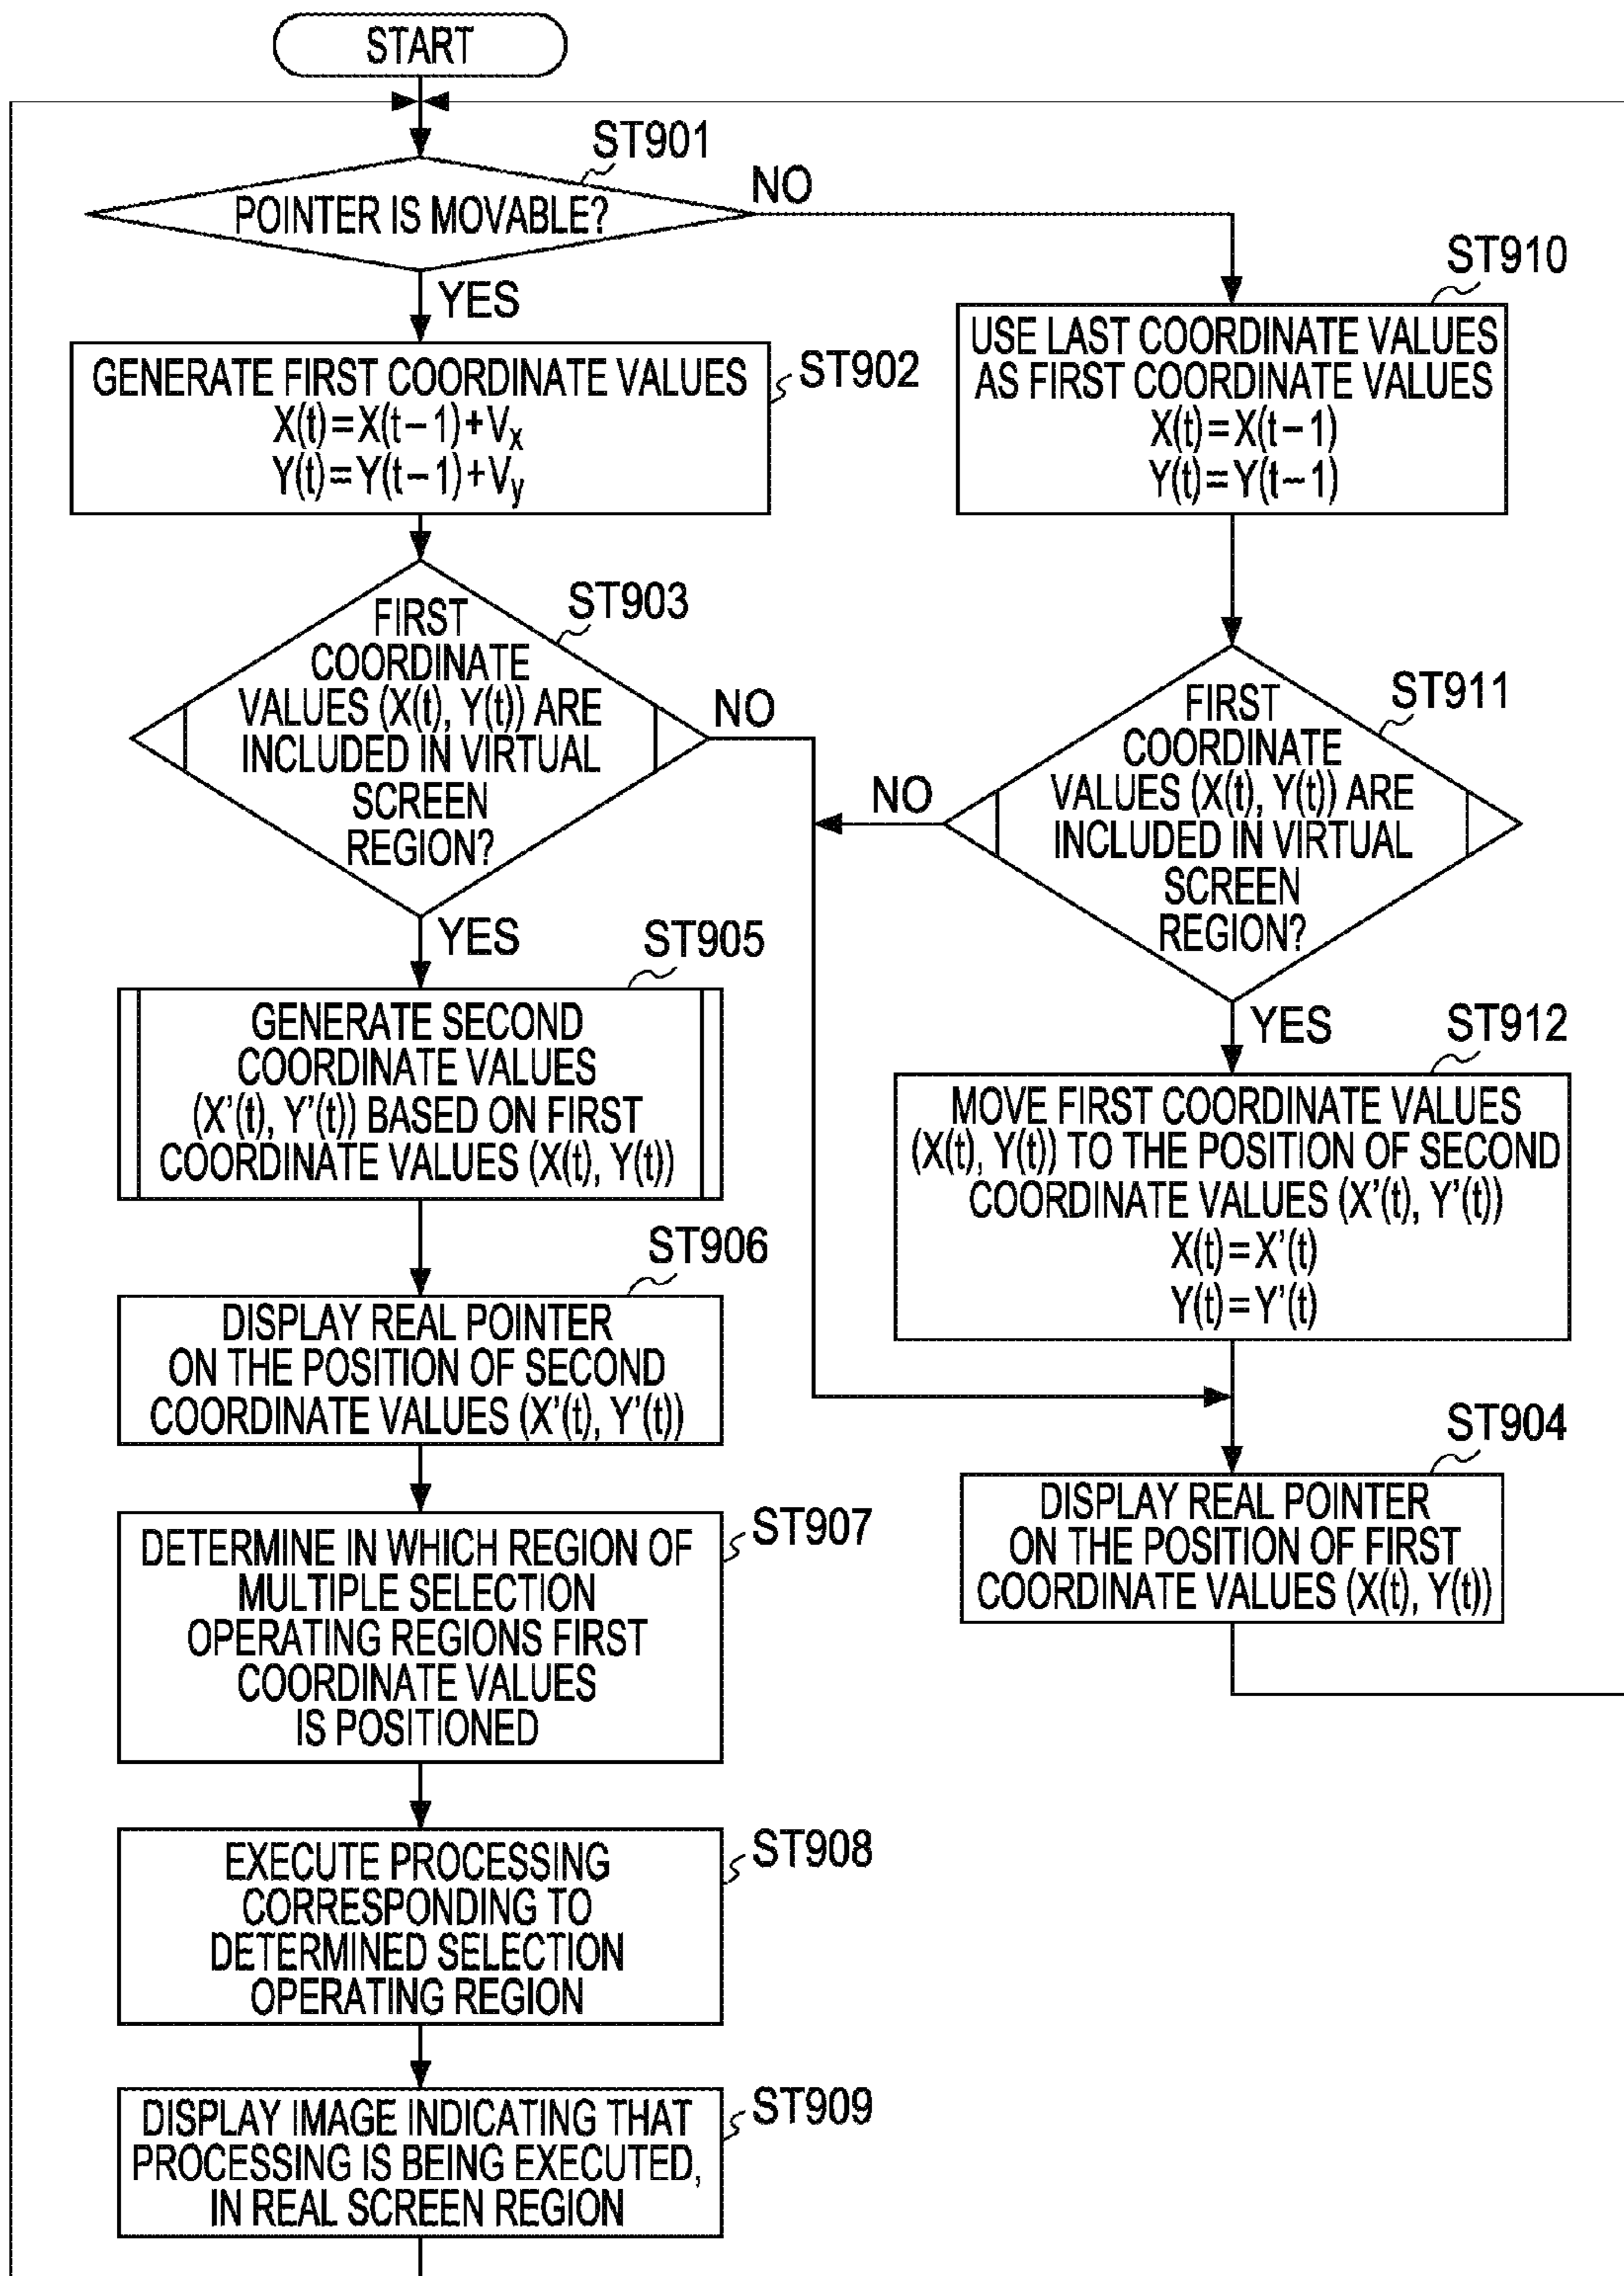 START
ST901
POINTER IS MOVABLE?
NO
YES
ST902
GENERATE FIRST COORDINATE VALUES
X(t)=X(t-1)+Vx
Y(t)=Y(t-1)+Vy
ST903
FIRST
COORDINATE
VALUES (X(t), Y(t)) ARE
INCLUDED IN VIRTUAL
SCREEN
REGION?
NO
YES
ST905
GENERATE SECOND
COORDINATE VALUES
(X'(t), Y'(t)) BASED ON FIRST
COORDINATE VALUES (X(t), Y(t))
ST906
DISPLAY REAL POINTER
ON THE POSITION OF SECOND
COORDINATE VALUES (X'(t), Y'(t))
ST907
DETERMINE IN WHICH REGION OF
MULTIPLE SELECTION
OPERATING REGIONS FIRST
COORDINATE VALUES
IS POSITIONED
ST908
EXECUTE PROCESSING
CORRESPONDING TO
DETERMINED SELECTION
OPERATING REGION
ST909
DISPLAY IMAGE INDICATING THAT
PROCESSING IS BEING EXECUTED,
IN REAL SCREEN REGION
ST910
USE LAST COORDINATE VALUES
AS FIRST COORDINATE VALUES
X(t)=X(t-1)
Y(t)=Y(t-1)
ST911
FIRST
COORDINATE
VALUES (X(t), Y(t)) ARE
INCLUDED IN VIRTUAL
SCREEN
REGION?
NO
YES
ST912
MOVE FIRST COORDINATE VALUES
(X(t), Y(t)) TO THE POSITION OF SECOND
COORDINATE VALUES (X'(t), Y'(t))
X(t)=X'(t)
Y(t)=Y'(t)
ST904
DISPLAY REAL POINTER
ON THE POSITION OF FIRST
COORDINATE VALUES (X(t), Y(t))